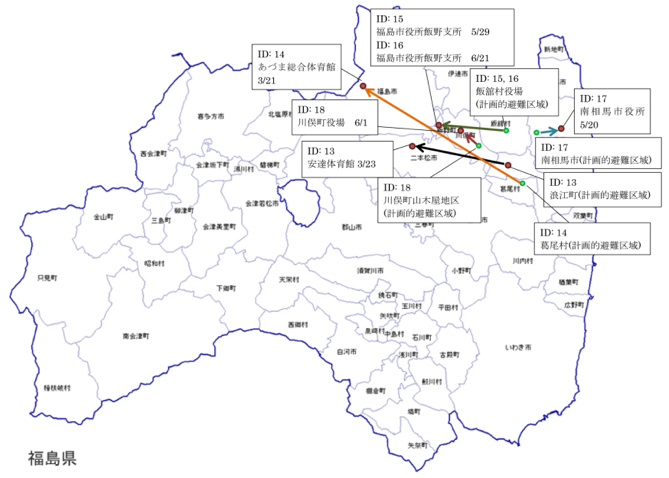 ID: 15
福島市役所飯野支所 5/29
ID: 16
福島市役所飯野支所 6/21
ID: 14
あづま総合体育館
3/21
ID: 15, 16
飯舘村役場
(計画的避難区域)
ID: 17
南相馬市役所
5/20
ID: 18
川俣町役場 6/1
ID: 13
安達体育館 3/23
ID: 17
南相馬市(計画的避難区域)
ID: 13
浪江町(計画的避難区域)
ID: 18
川俣町山木屋地区
(計画的避難区域)
ID: 14
葛尾村(計画的避難区域)
新地町
伊達市
福島市
喜多方市
北塩原村
飯舘村
西会津町
会津坂下町
湯川村
磐梯町
二本松市
葛尾村
双葉町
会津若松市
金山町
柳津町
三島町
会津美里町
郡山市
三春町
昭和村
川内村
只見町
下郷町
天栄村
須賀川市
小野町
楢葉町
広野町
鏡石町
玉川村
平田村
南会津町
西郷村
矢吹町
泉崎村
中島村
石川町
いわき市
白河市
浅川町
古殿町
檜枝岐村
棚倉町
鮫川村
塙町
矢祭町
福島県